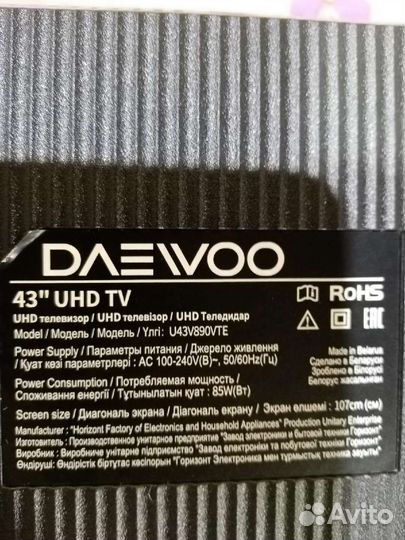 DAEWOO
43" UHD TV
RoHS
UHD телевизор / UHD телевізор / UHD Теледидар
Model / Модель / Модель / Үлгі: U43V890VTE
EAC
Power Supply / Параметры питания / Джерело живлення
/ Қуат көзі параметрлері: AC 100-240V(В)~, 50/60Hz(Гц)
Made in Belarus
Сделано в Беларуси
Зроблено в Білорусі
Беларус жасалынған
Power Consumption / Потребляемая мощность /
Споживання енергії / Тұтынылатын қуат: 85W(Вт)
Screen size / Диагональ экрана / Діагональ екрану / Экран өлшемі: 107cm(см)
Manufacturer : "Horizont Factory of Electronics and Household Appliances" Production Unitary Enterprise
Изготовитель : Производственное унитарное предприятие "Завод электроники и бытовой техники Горизонт"
Виробник : Виробниче унітарне підприємство "Завод електроніки та побутової техніки Горизонт"
Өндіруші: Өндірістік біртұтас кәсіпорын "Горизонт Электроника мен тұрмыстық техника зауыты"
Avito